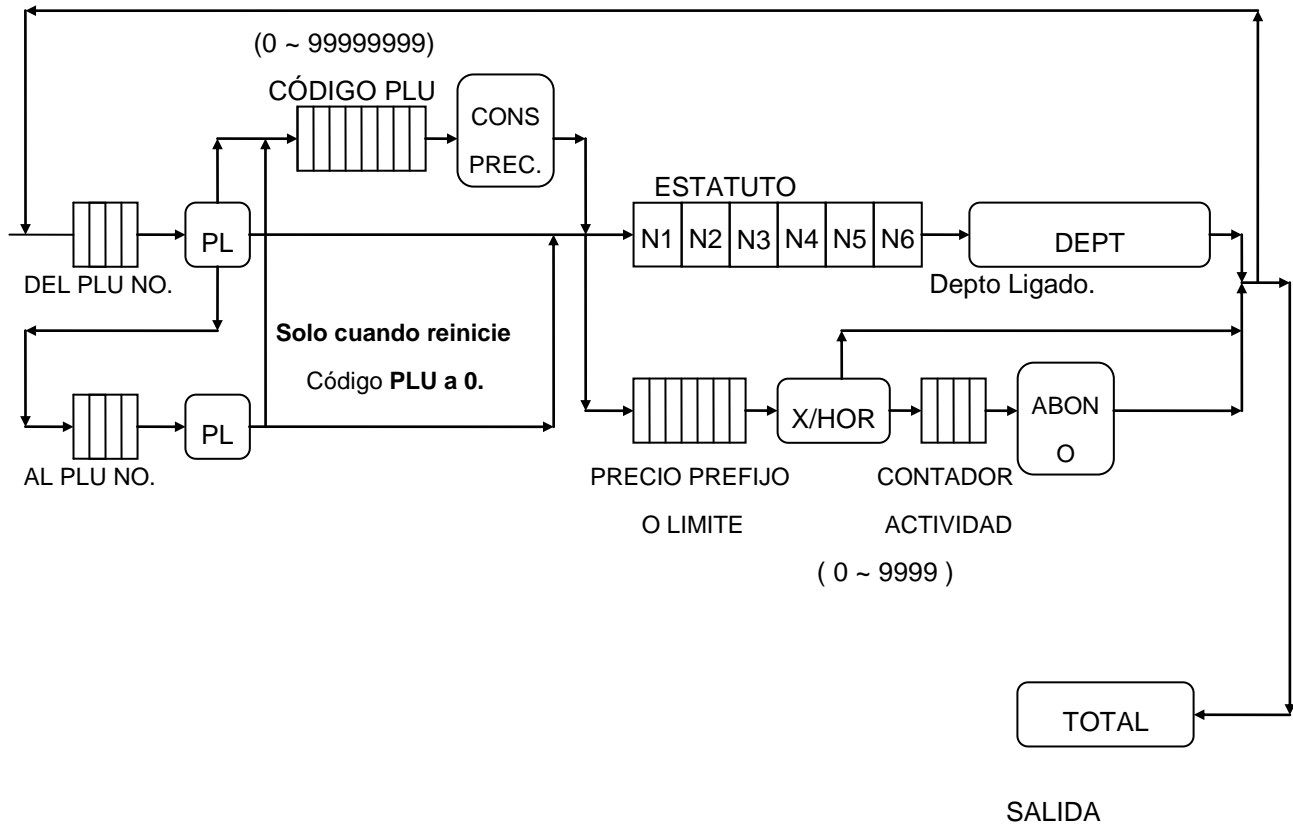 (0 ~ 99999999)
CÓDIGO PLU
CONS
PREC.
ESTATUTO
N1 N2 N3 N4 N5 N6
PL
DEPT
DEL PLU NO.
Depto Ligado.
Solo cuando reinicie
Código PLU a 0.
PL
X/HOR
ABON
O
AL PLU NO.
PRECIO PREFIJO
O LIMITE
CONTADOR
ACTIVIDAD
( 0 ~ 9999 )
TOTAL
SALIDA